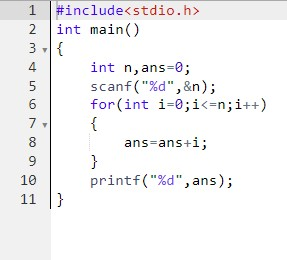 1 #include<stdio.h>
2 int main()
3 {
4     int n,ans=0;
5     scanf("%d",&n);
6     for(int i=0;i<=n;i++)
7     {
8         ans=ans+i;
9     }
10     printf("%d",ans);
11 }